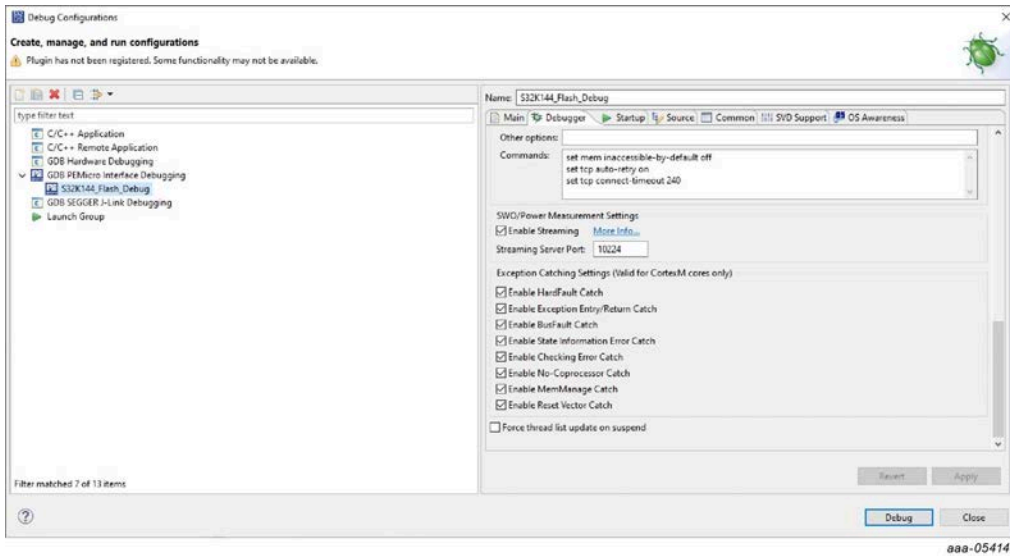 Debug Configurations
Create, manage, and run configurations
Plugin has not been registered. Some functionality may not be available.
type filter text
C/C++ Application
C/C++ Remote Application
GDB Hardware Debugging
GDB PEMicro Interface Debugging
S32K144_Flash_Debug
GDB SEGGER J-Link Debugging
Launch Group
Filter matched 7 of 13 items
Name: S32K144_Flash_Debug
Main Debugger Startup Source Common SVD Support OS Awareness
Other options:
Commands: set mem inaccessible-by-default off
set tcp auto-retry on
set tcp connect-timeout 240
SWO/Power Measurement Settings
Enable Streaming More Info...
Streaming Server Port: 10224
Exception Catching Settings (Valid for CortexM cores only)
Enable HardFault Catch
Enable Exception Entry/Return Catch
Enable BusFault Catch
Enable State Information Error Catch
Enable Checking Error Catch
Enable No-Coprocessor Catch
Enable MemManage Catch
Enable Reset Vector Catch
Force thread list update on suspend
Revert Apply
Debug Close
aaa-05414